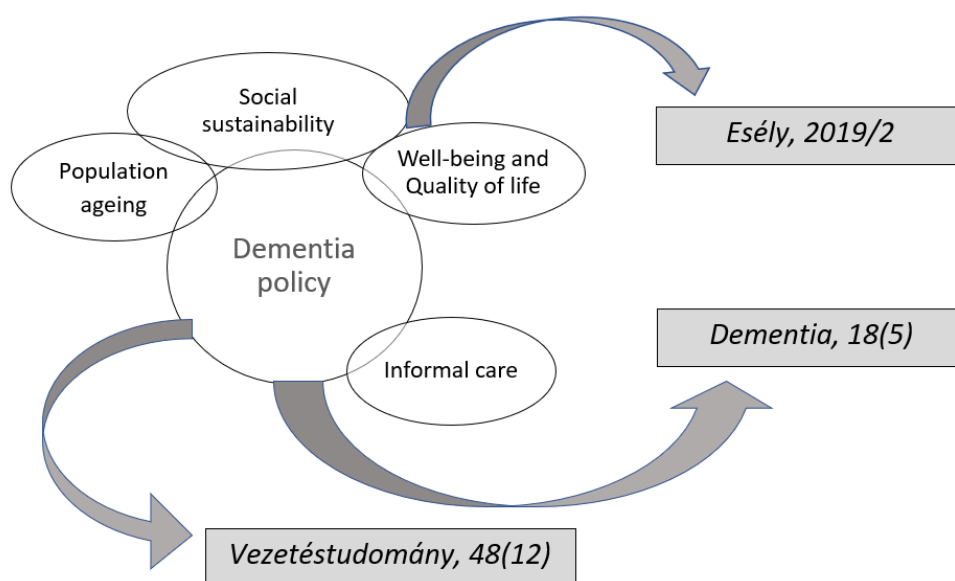 Social
sustainability
Esély, 2019/2
Population
ageing
Well-being and
Quality of life
Dementia
policy
Dementia, 18(5)
Informal care
Vezetéstudomány, 48(12)